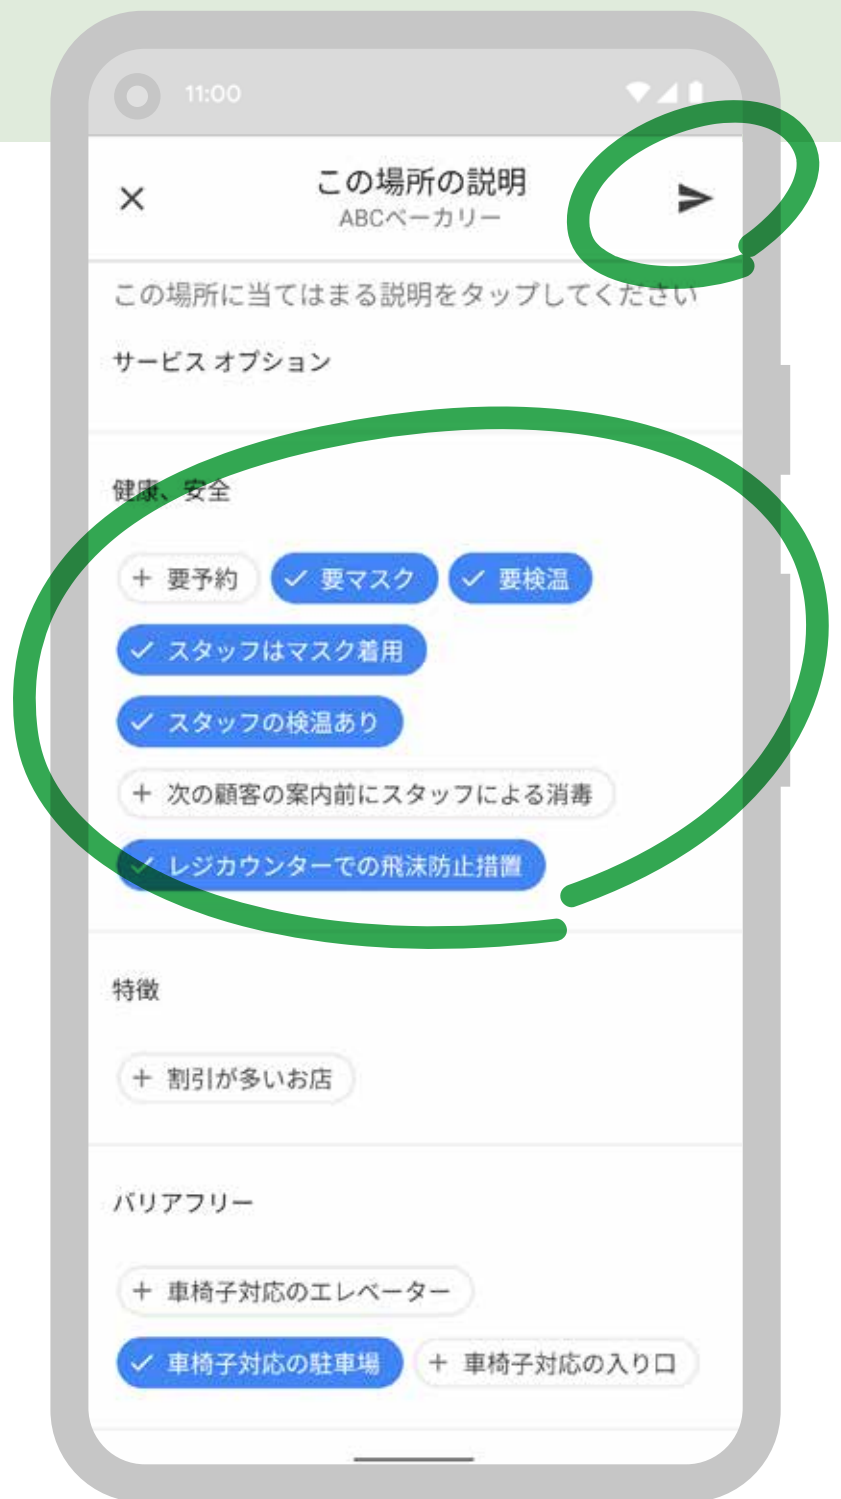 11:00
この場所の説明
ABCベーカリー
この場所に当てはまる説明をタップしてください
サービス オプション
健康、安全
要予約 要マスク 要検温
スタッフはマスク着用
スタッフの検温あり
次の顧客の案内前にスタッフによる消毒
レジカウンターでの飛沫防止措置
特徴
割引が多いお店
バリアフリー
車椅子対応のエレベーター
車椅子対応の駐車場 車椅子対応の入り口